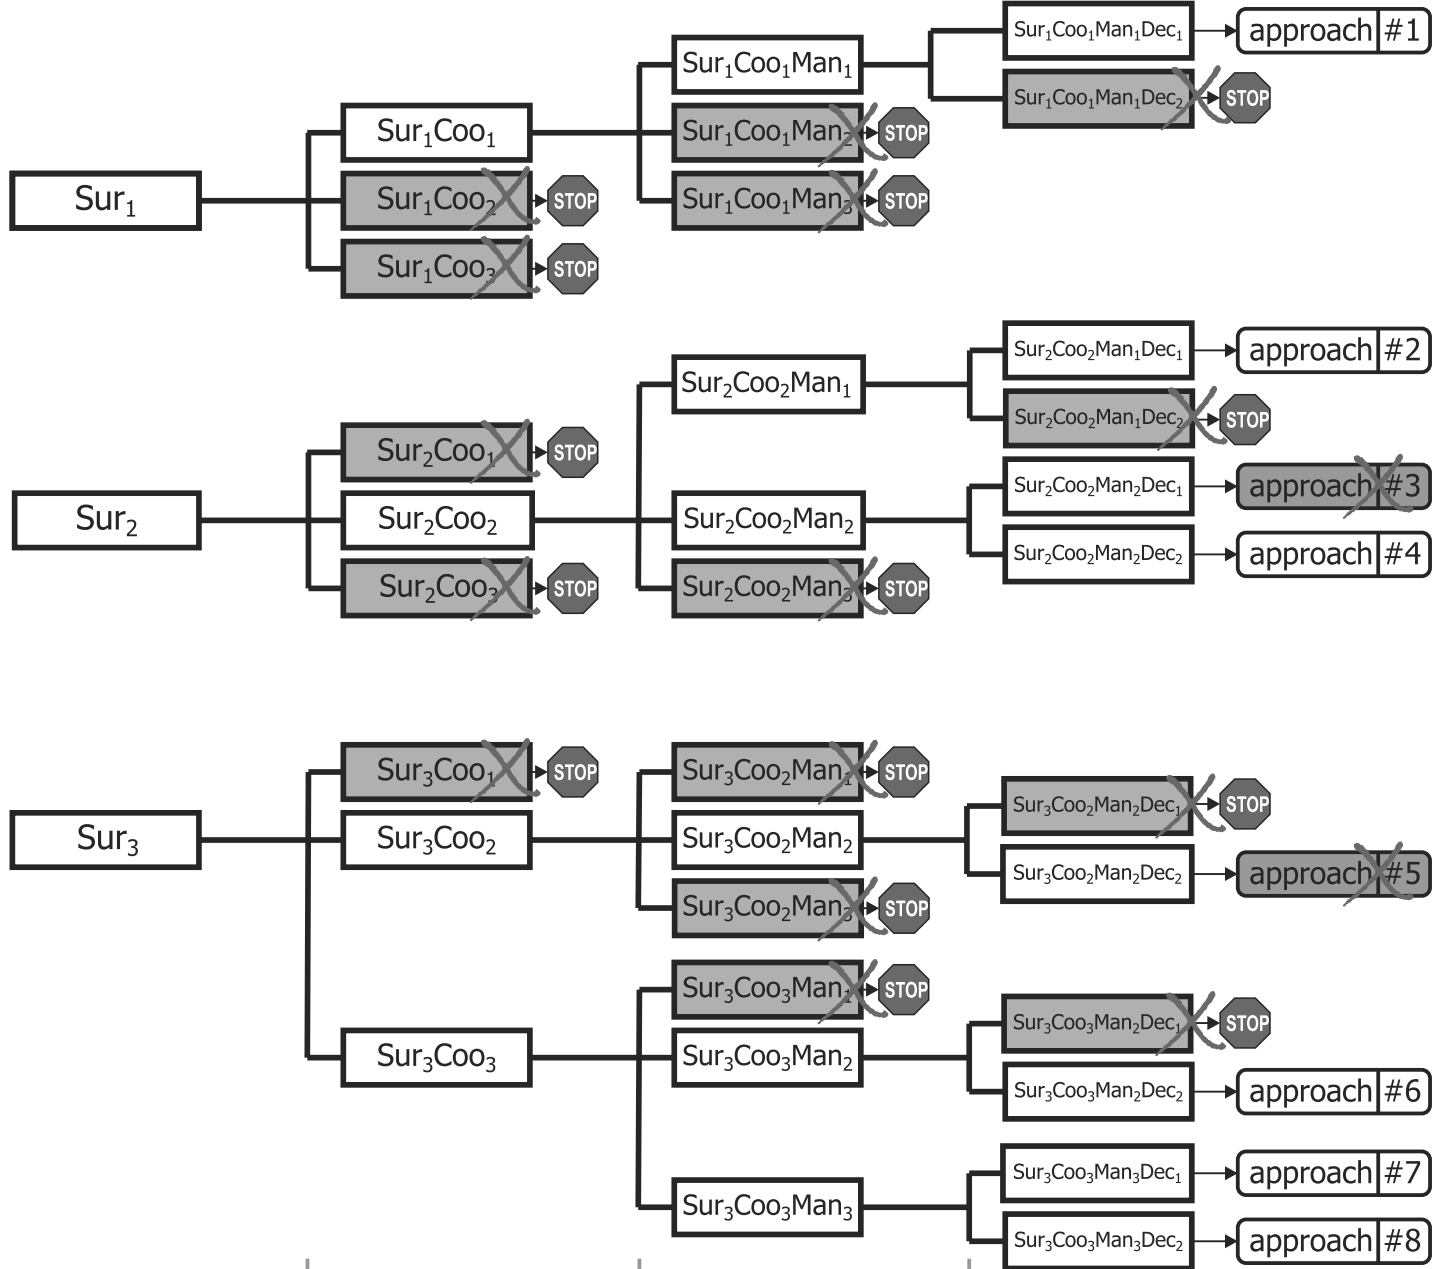 Sur₁Coo₁Man₁Dec₁ approach #1
Sur₁Coo₁Man₁
Sur₁Coo₁Man₁Dec₂ STOP
Sur₁Coo₁ Sur₁Coo₁Man₂ STOP
Sur₁ Sur₁Coo₂ STOP Sur₁Coo₁Man₃ STOP
Sur₁Coo₃ STOP
Sur₂Coo₂Man₁Dec₁ approach #2
Sur₂Coo₂Man₁
Sur₂Coo₂Man₁Dec₂ STOP
Sur₂Coo₁ STOP
Sur₂Coo₂Man₂Dec₁ approach #3
Sur₂ Sur₂Coo₂ Sur₂Coo₂Man₂
Sur₂Coo₂Man₂Dec₂ approach #4
Sur₂Coo₃ STOP Sur₂Coo₂Man₃ STOP
Sur₃Coo₁ STOP Sur₃Coo₂Man₁ STOP
Sur₃Coo₂Man₂Dec₁ STOP
Sur₃ Sur₃Coo₂ Sur₃Coo₂Man₂
Sur₃Coo₂Man₂Dec₂ approach #5
Sur₃Coo₂Man₃ STOP
Sur₃Coo₃Man₁ STOP
Sur₃Coo₃Man₂Dec₁ STOP
Sur₃Coo₃ Sur₃Coo₃Man₂
Sur₃Coo₃Man₂Dec₂ approach #6
Sur₃Coo₃Man₃Dec₁ approach #7
Sur₃Coo₃Man₃
Sur₃Coo₃Man₃Dec₂ approach #8